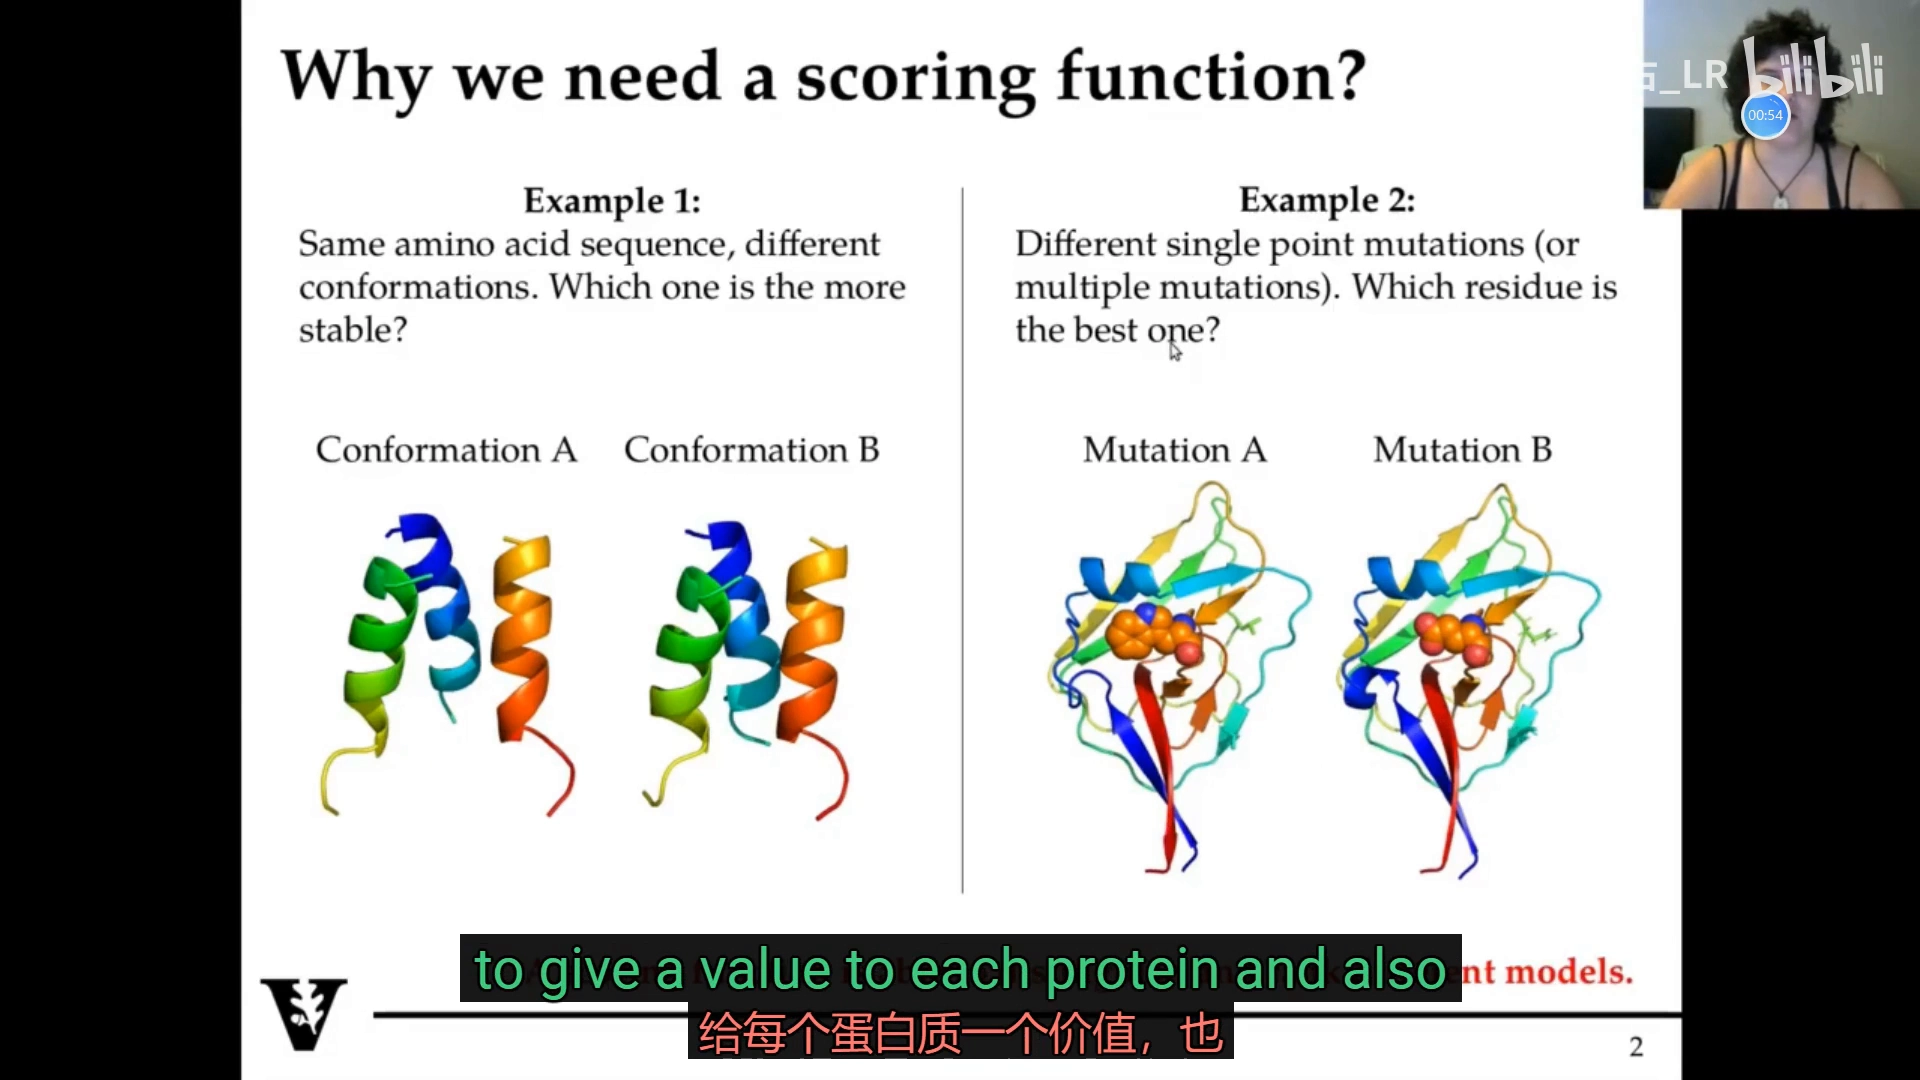 Why we need a scoring function?
_LR bilibili
00:54
Example 1:
Same amino acid sequence, different
conformations. Which one is the more
stable?
Conformation A
Conformation B
Example 2:
Different single point mutations (or
multiple mutations). Which residue is
the best one?
Mutation A
Mutation B
nt models.
to give a value to each protein and also
给每个蛋白质一个价值，也
V
2